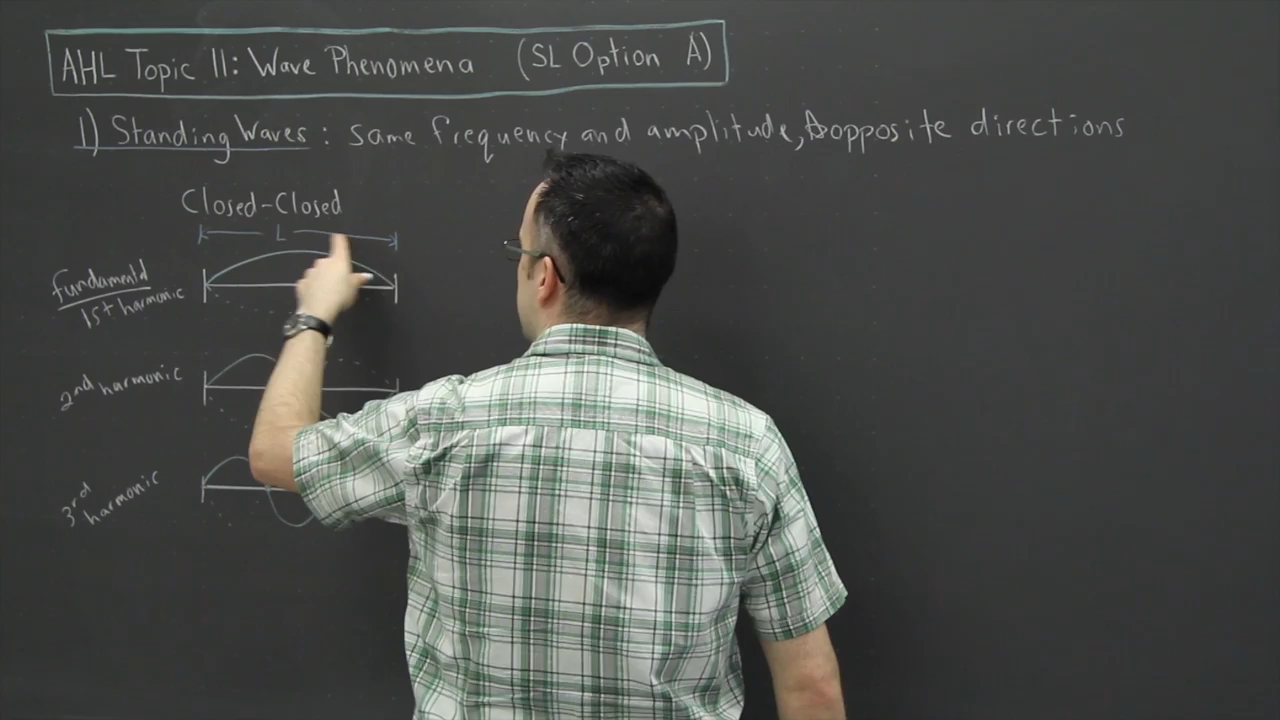 AHL Topic 11: Wave Phenomena (SL Option A)
1) Standing Waves: same frequency and amplitude, opposite directions
Closed-Closed
L
fundamental
1st harmonic
2nd harmonic
3rd harmonic